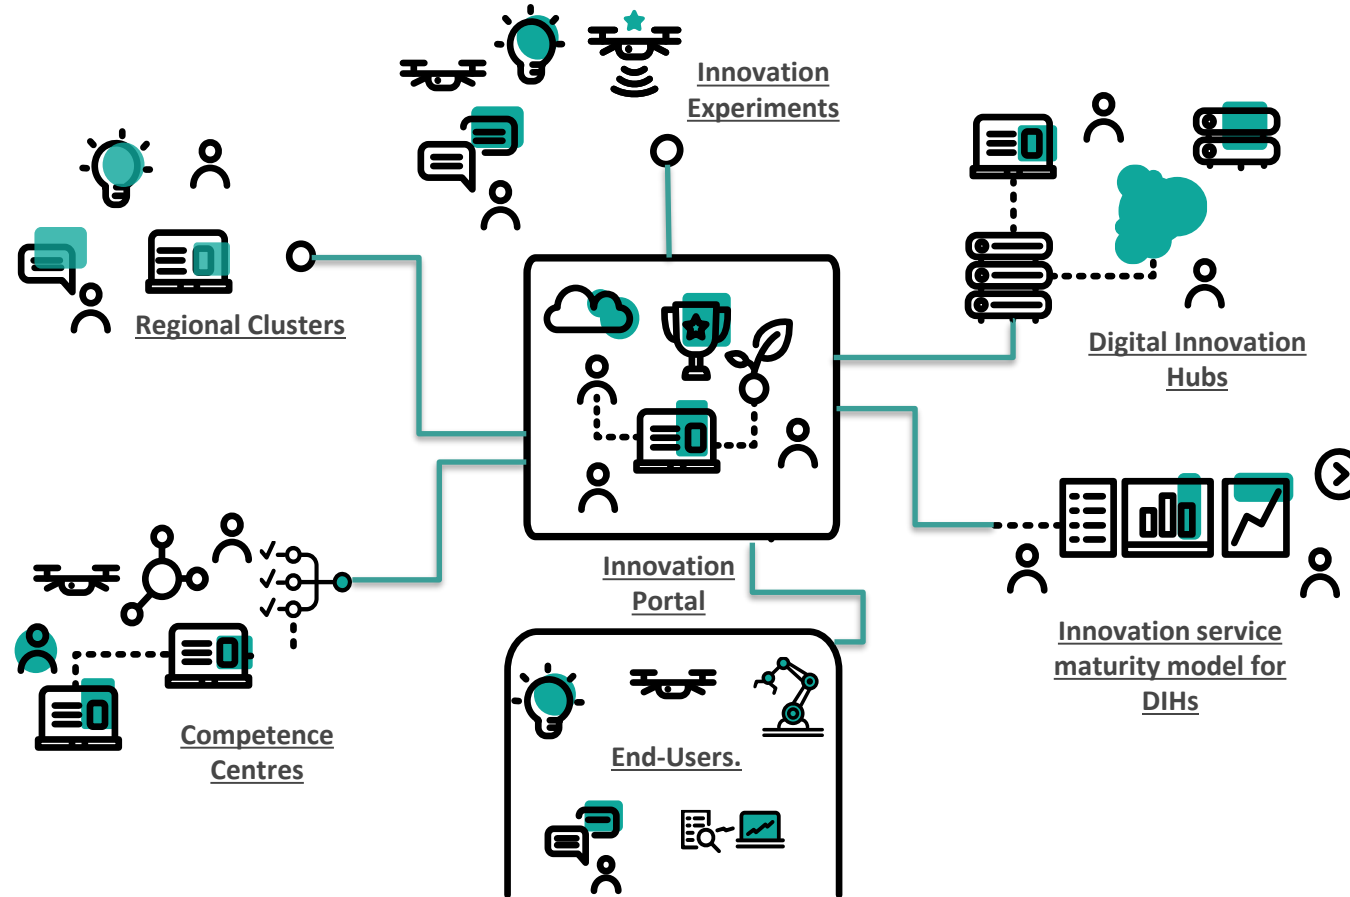 Innovation
Experiments
Regional Clusters
Digital Innovation
Hubs
Innovation
Portal
Innovation service
maturity model for
DIHs
Competence
Centres
End-Users.